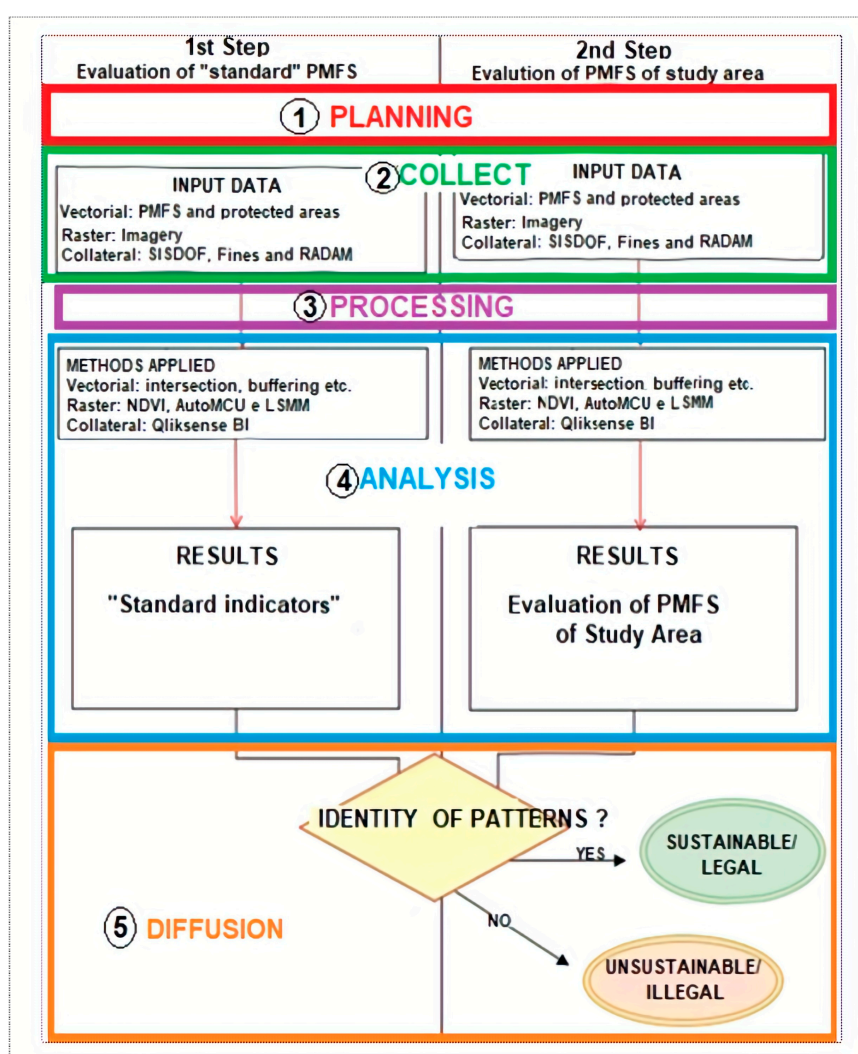 1st Step
Evaluation of "standard" PMFS
2nd Step
Evalution of PMFS of study area
1 PLANNING
2 COLLECT
INPUT DATA
Vectorial: PMFS and protected areas
Raster: Imagery
Collateral: SISDOF, Fines and RADAM
INPUT DATA
Vectorial: PMFS and protected areas
Raster: Imagery
Collateral: SISDOF, Fines and RADAM
3 PROCESSING
METHODS APPLIED
Vectorial: intersection, buffering etc.
Raster: NDVI, AutoMCU e LSMM
Collateral: Qliksense BI
METHODS APPLIED
Vectorial: intersection, buffering etc.
Raster: NDVI, AutoMCU e LSMM
Collateral: Qliksense BI
4 ANALYSIS
RESULTS
"Standard indicators"
RESULTS
Evaluation of PMFS
of Study Area
IDENTITY OF PATTERNS ?
YES
SUSTAINABLE/
LEGAL
NO
UNSUSTAINABLE/
ILLEGAL
5 DIFFUSION